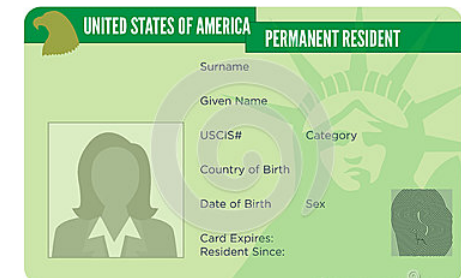 UNITED STATES OF AMERICA
PERMANENT RESIDENT
Surname
Given Name
USCIS# Category
Country of Birth
Date of Birth Sex
Card Expires:
Resident Since: